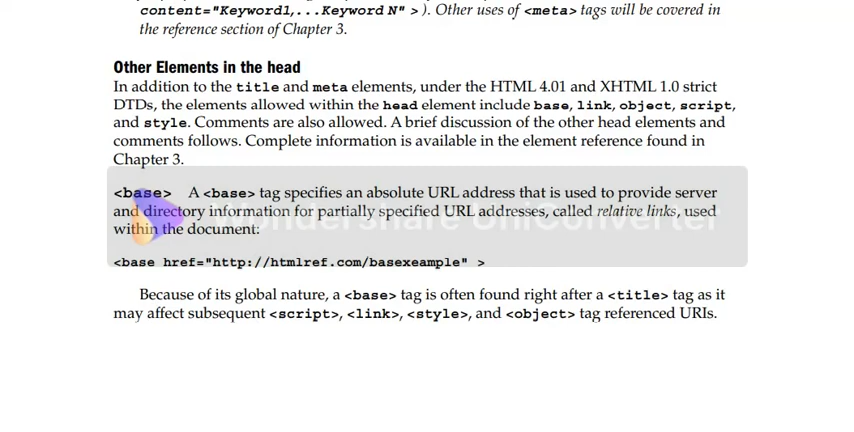 content="Keyword1,...Keyword N" > ). Other uses of <meta> tags will be covered in
the reference section of Chapter 3.
Other Elements in the head
In addition to the title and meta elements, under the HTML 4.01 and XHTML 1.0 strict
DTDs, the elements allowed within the head element include base, link, object, script,
and style. Comments are also allowed. A brief discussion of the other head elements and
comments follows. Complete information is available in the element reference found in
Chapter 3.
<base> A <base> tag specifies an absolute URL address that is used to provide server
and directory information for partially specified URL addresses, called relative links, used
within the document:
Wondershare UniConverter
<base href="http://htmlref.com/basexeample" >
Because of its global nature, a <base> tag is often found right after a <title> tag as it
may affect subsequent <script>, <link>, <style>, and <object> tag referenced URIs.